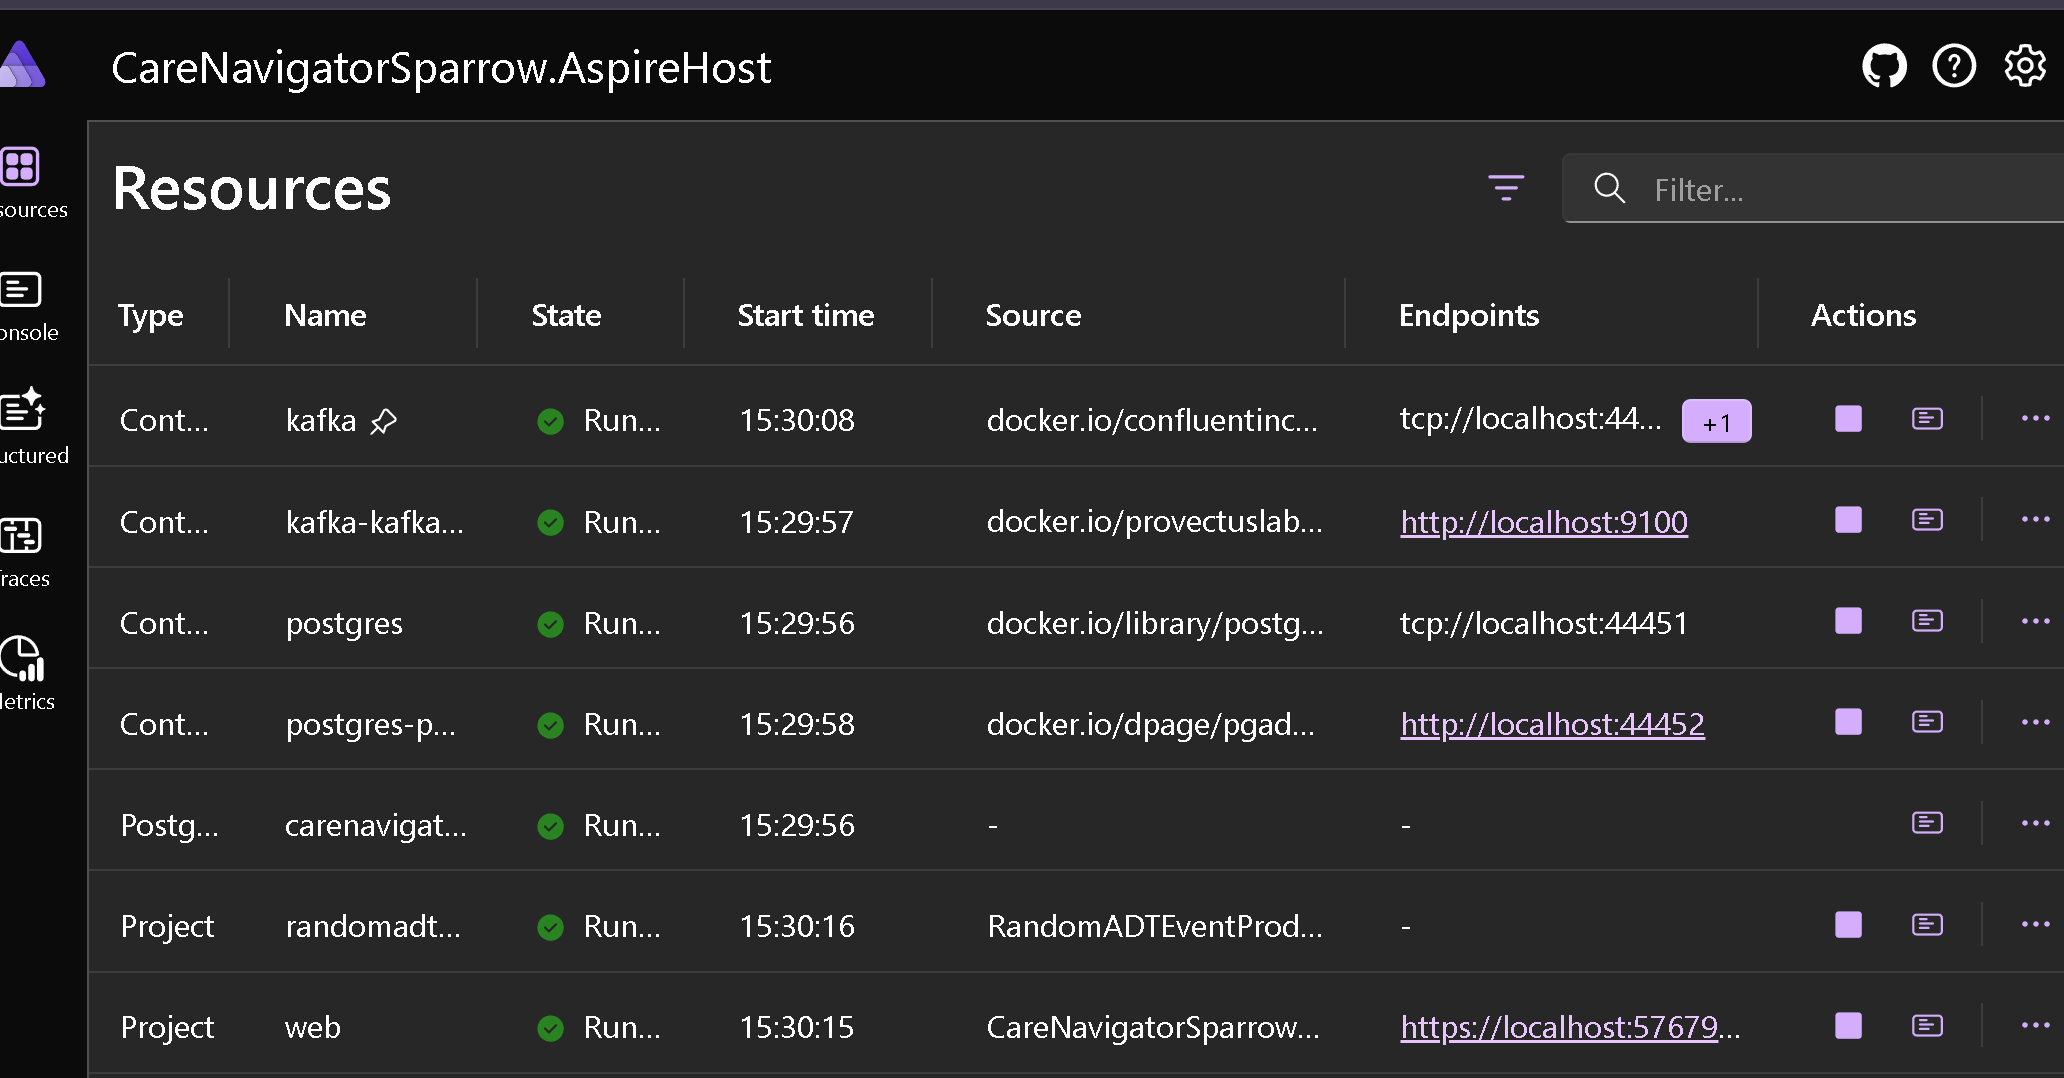 CareNavigatorSparrow.AspireHost
Resources
Filter...
sources
onsole
uctured
races
etrics
Type Name State Start time Source Endpoints Actions
Cont... kafka Run... 15:30:08 docker.io/confluentinc... tcp://localhost:44... +1
Cont... kafka-kafka... Run... 15:29:57 docker.io/provectuslab... http://localhost:9100
Cont... postgres Run... 15:29:56 docker.io/library/postg... tcp://localhost:44451
Cont... postgres-p... Run... 15:29:58 docker.io/dpage/pgad... http://localhost:44452
Postg... carenavigat... Run... 15:29:56 - -
Project randomadt... Run... 15:30:16 RandomADTEventProd... -
Project web Run... 15:30:15 CareNavigatorSparrow... https://localhost:57679...